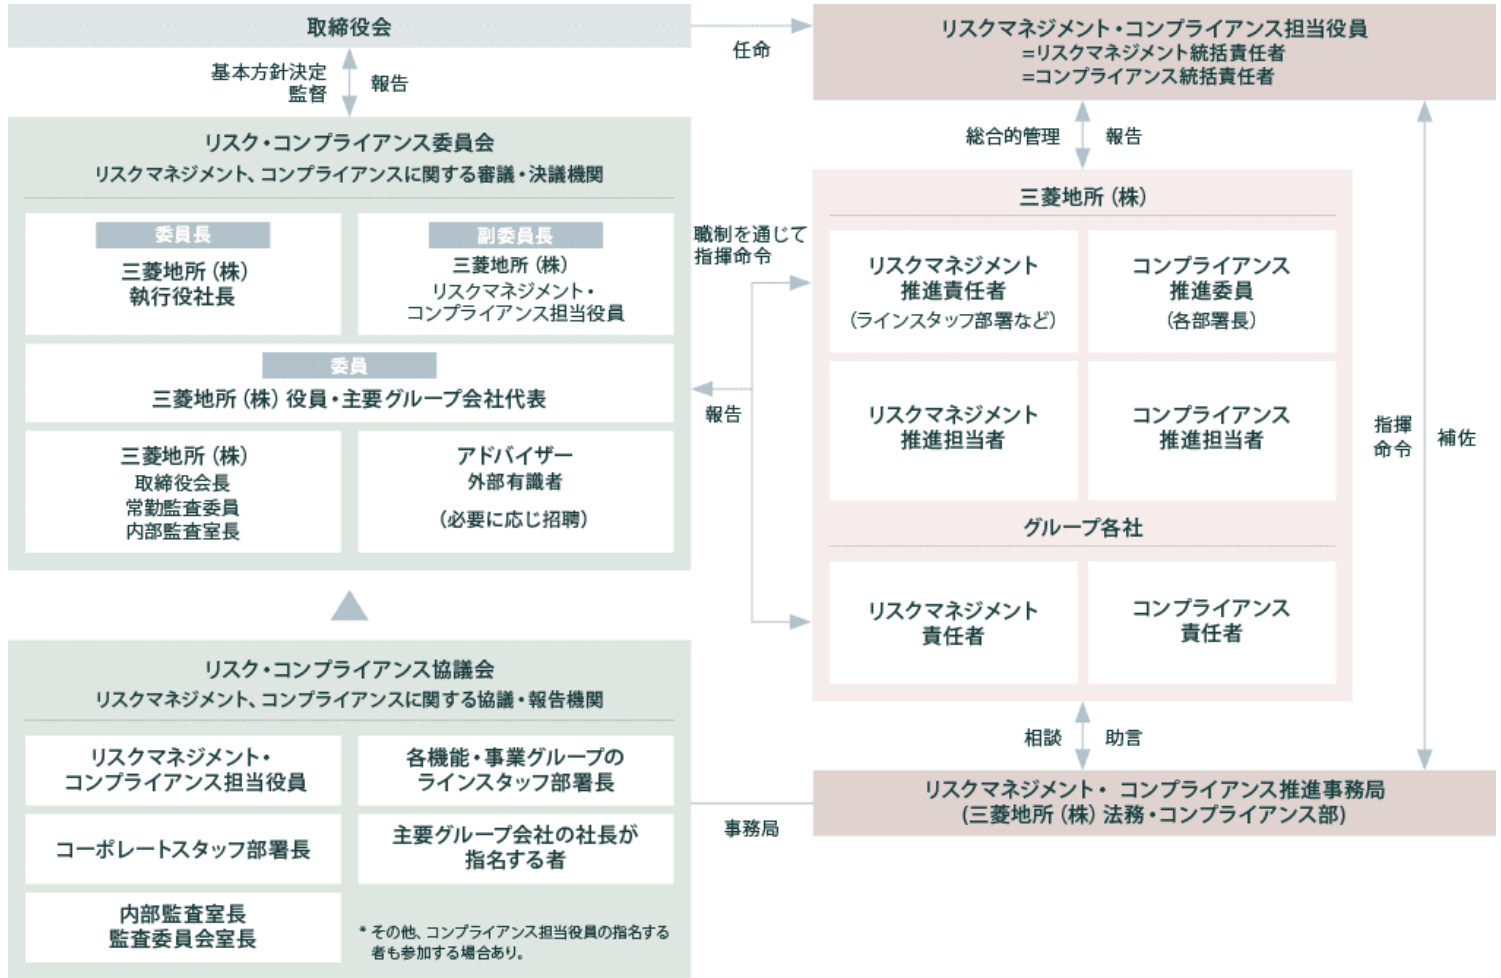 取締役会
基本方針決定
監督
報告
任命
リスクマネジメント・コンプライアンス担当役員
=リスクマネジメント統括責任者
=コンプライアンス統括責任者
リスク・コンプライアンス委員会
リスクマネジメント、コンプライアンスに関する審議・決議機関
委員長
三菱地所（株）
執行役社長
副委員長
三菱地所（株）
リスクマネジメント・
コンプライアンス担当役員
委員
三菱地所（株）役員・主要グループ会社代表
三菱地所（株）
取締役会長
常勤監査委員
内部監査室長
アドバイザー
外部有識者
（必要に応じ招聘）
職制を通じて
指揮命令
報告
総合的管理
報告
三菱地所（株）
リスクマネジメント
推進責任者
（ラインスタッフ部署など）
コンプライアンス
推進委員
（各部署長）
リスクマネジメント
推進担当者
コンプライアンス
推進担当者
グループ各社
リスクマネジメント
責任者
コンプライアンス
責任者
指揮
命令
補佐
相談
助言
リスク・コンプライアンス協議会
リスクマネジメント、コンプライアンスに関する協議・報告機関
リスクマネジメント・
コンプライアンス担当役員
各機能・事業グループの
ラインスタッフ部署長
コーポレートスタッフ部署長
主要グループ会社の社長が
指名する者
内部監査室長
監査委員会室長
* その他、コンプライアンス担当役員の指名する
者も参加する場合あり。
事務局
リスクマネジメント・ コンプライアンス推進事務局
(三菱地所（株）法務・コンプライアンス部)